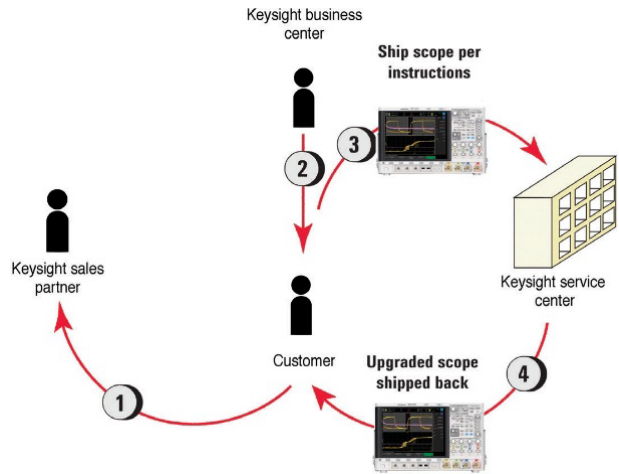 Keysight business
center
Ship scope per
instructions
3
2
Keysight sales
partner
Keysight service
center
Customer
Upgraded scope
shipped back
4
1